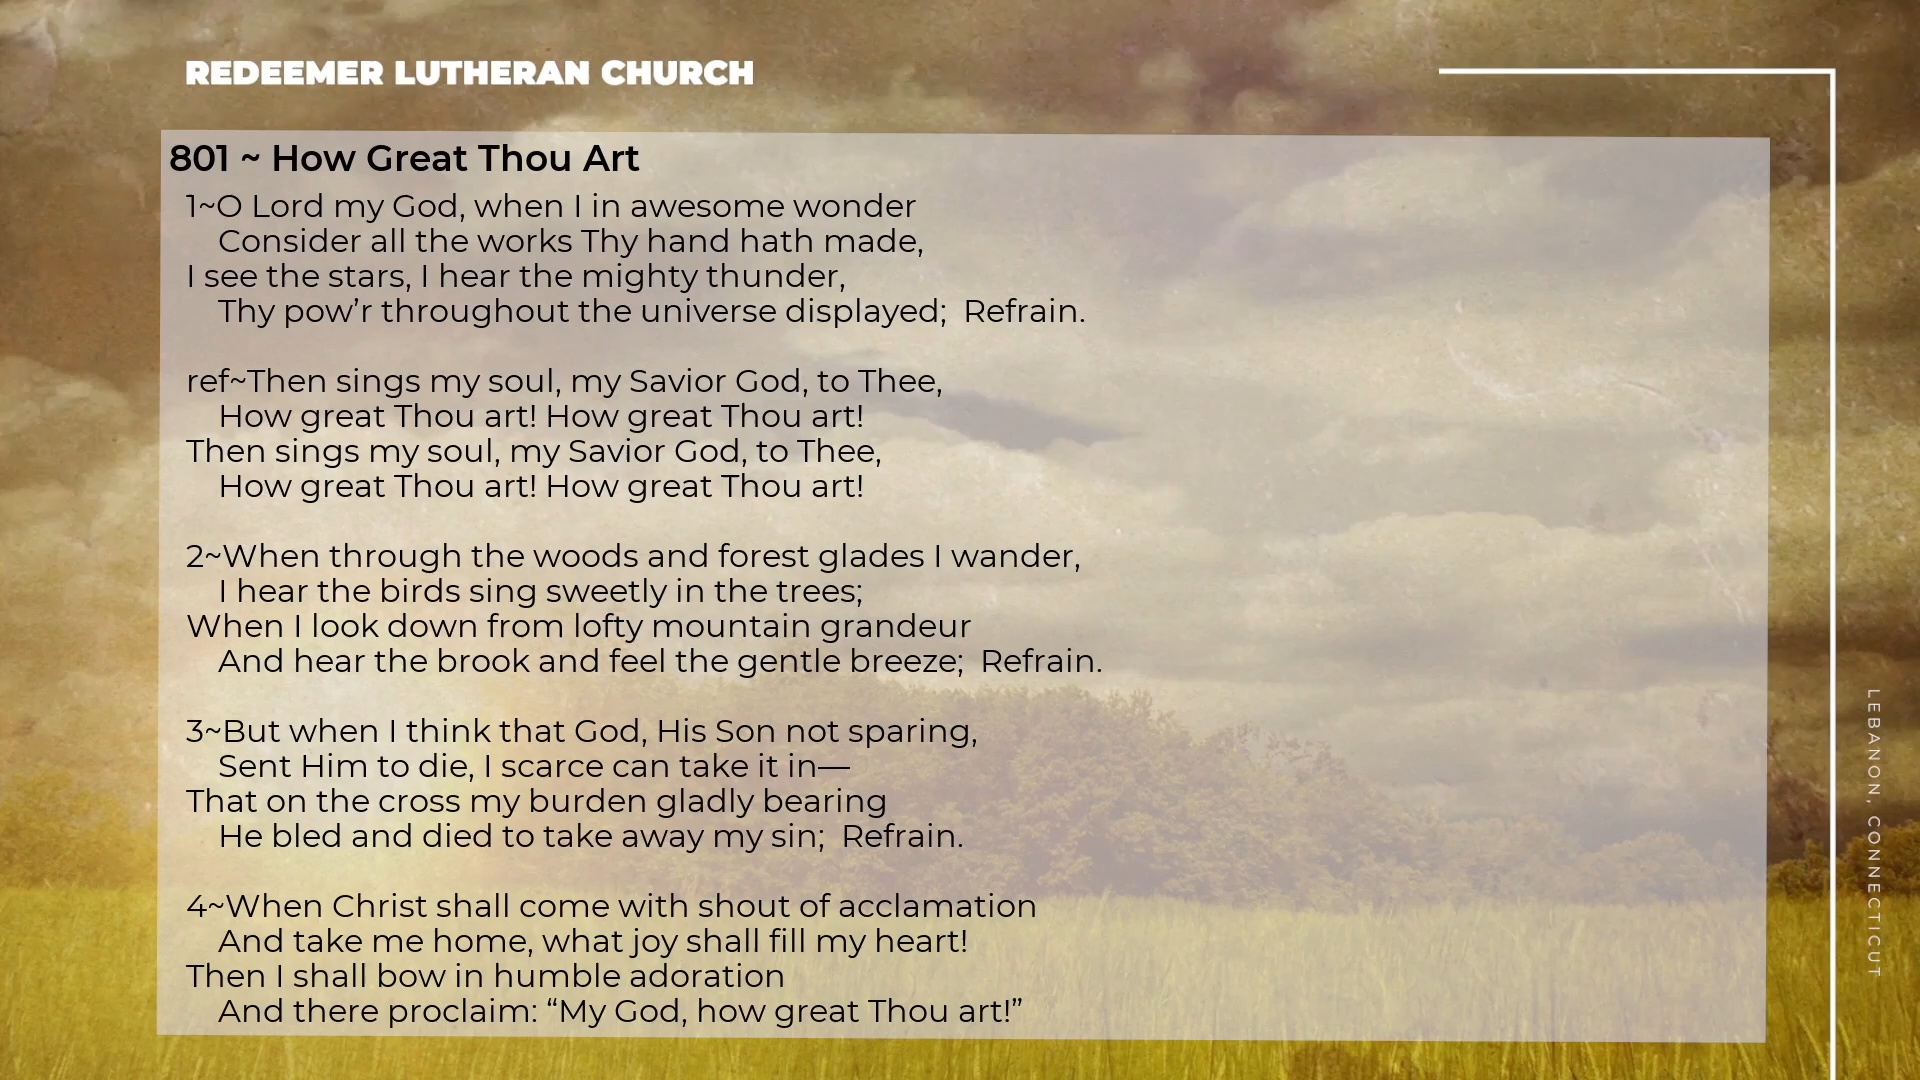 REDEEMER LUTHERAN CHURCH
801 ~ How Great Thou Art
1~O Lord my God, when I in awesome wonder
Consider all the works Thy hand hath made,
I see the stars, I hear the mighty thunder,
Thy pow’r throughout the universe displayed;  Refrain.
ref~Then sings my soul, my Savior God, to Thee,
How great Thou art! How great Thou art!
Then sings my soul, my Savior God, to Thee,
How great Thou art! How great Thou art!
2~When through the woods and forest glades I wander,
I hear the birds sing sweetly in the trees;
When I look down from lofty mountain grandeur
And hear the brook and feel the gentle breeze;  Refrain.
3~But when I think that God, His Son not sparing,
Sent Him to die, I scarce can take it in—
That on the cross my burden gladly bearing
He bled and died to take away my sin;  Refrain.
4~When Christ shall come with shout of acclamation
And take me home, what joy shall fill my heart!
Then I shall bow in humble adoration
And there proclaim: “My God, how great Thou art!”
LEBANON, CONNECTICUT